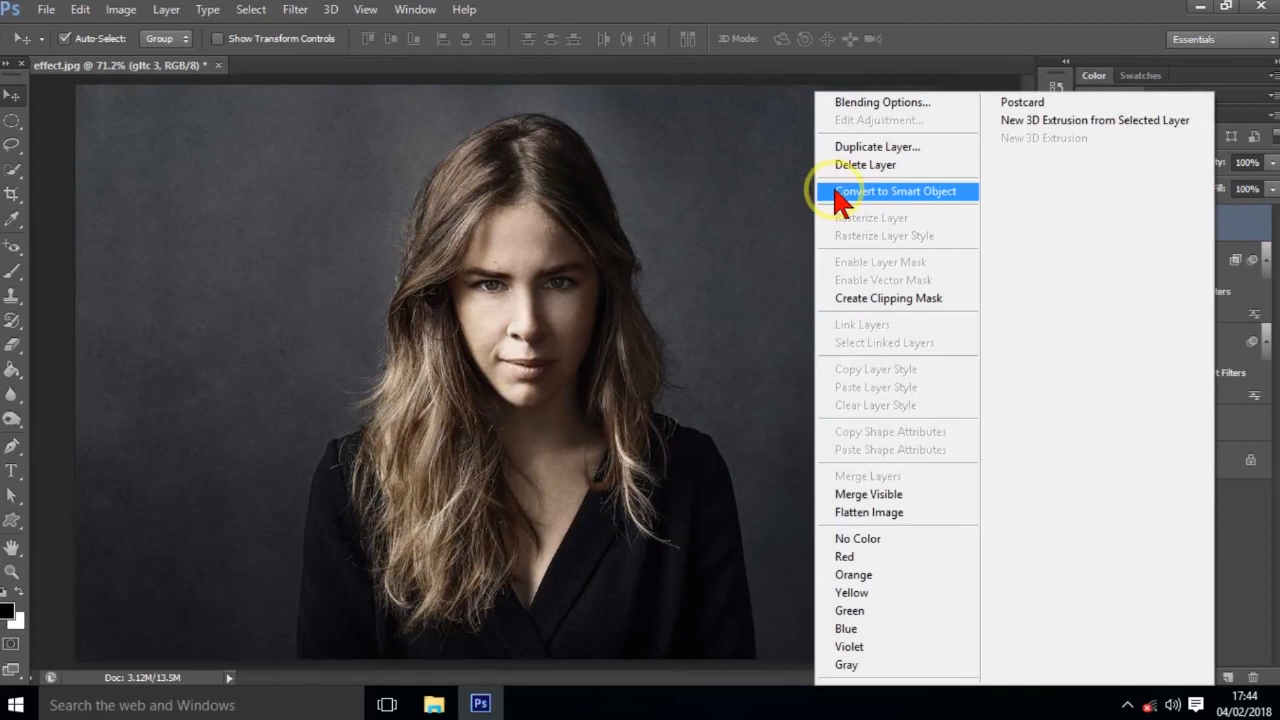 Ps File Edit Image Layer Type Select Filter 3D View Window Help
Auto-Select: Group Show Transform Controls 3D Mode: Essentials
effect.jpg @ 71.2% (gltc 3, RGB/8) * ×
Color Swatches
Blending Options...
Edit Adjustment...
Duplicate Layer...
Delete Layer
Convert to Smart Object
Rasterize Layer
Rasterize Layer Style
Enable Layer Mask
Enable Vector Mask
Create Clipping Mask
Link Layers
Select Linked Layers
Copy Layer Style
Paste Layer Style
Clear Layer Style
Copy Shape Attributes
Paste Shape Attributes
Merge Layers
Merge Visible
Flatten Image
No Color
Red
Orange
Yellow
Green
Blue
Violet
Gray
Postcard
New 3D Extrusion from Selected Layer
New 3D Extrusion
100%
100%
Filters
Doc: 3.12M/13.5M
Search the web and Windows
Ps
17:44
04/02/2018